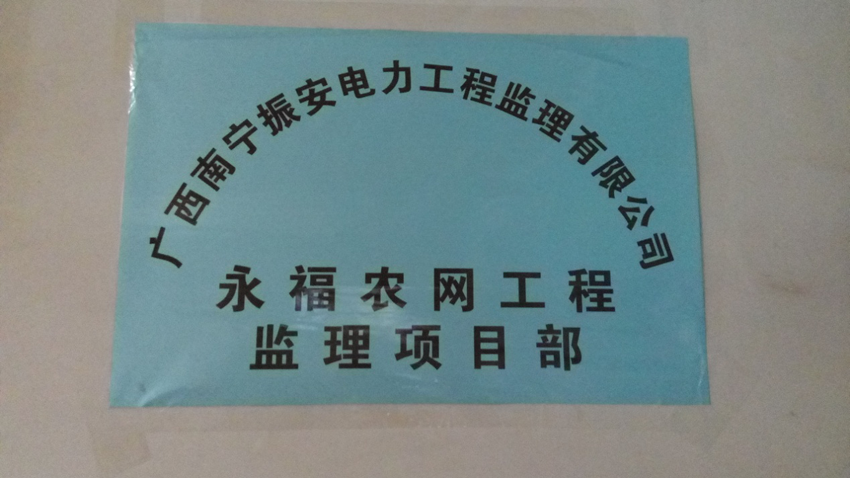 广西南宁振安电力工程监理有限公司
永福农网工程
监理项目部